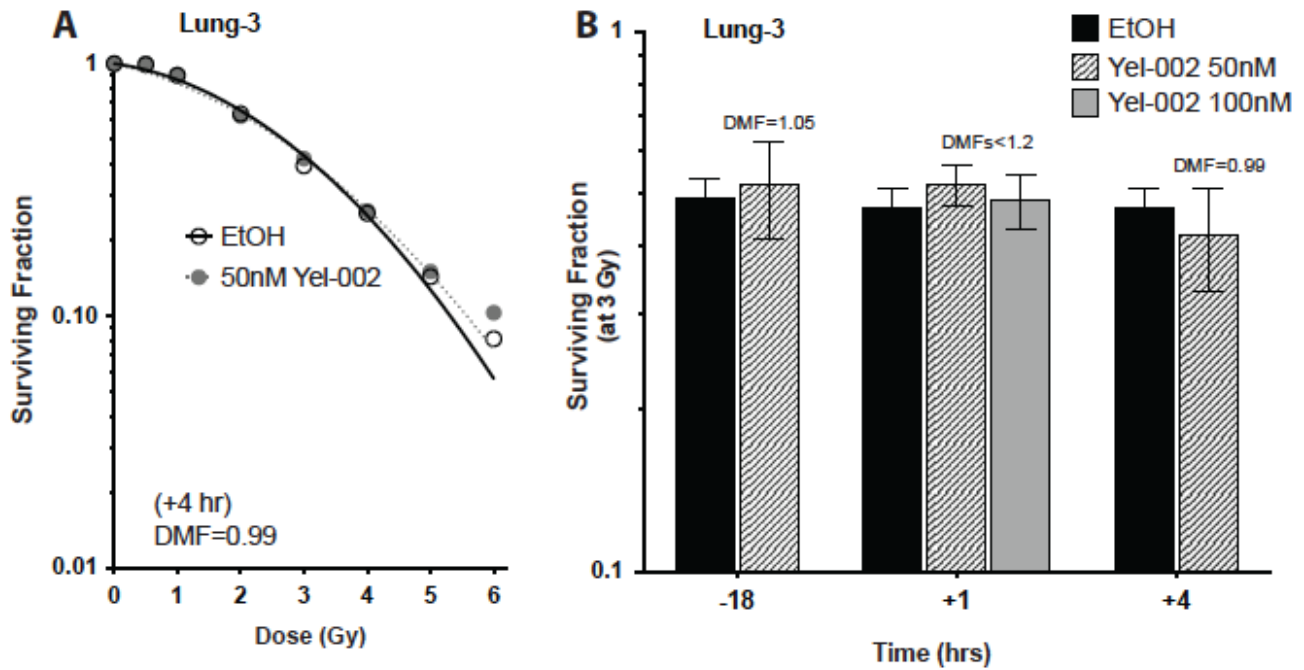 A
Lung-3
1
0.10
0.01
Surviving Fraction
EtOH
50nM Yel-002
(+4 hr)
DMF=0.99
0 1 2 3 4 5 6
Dose (Gy)
B
Lung-3
EtOH
Yel-002 50nM
Yel-002 100nM
1
0.1
Surviving Fraction
(at 3 Gy)
DMF=1.05
DMFs<1.2
DMF=0.99
-18 +1 +4
Time (hrs)